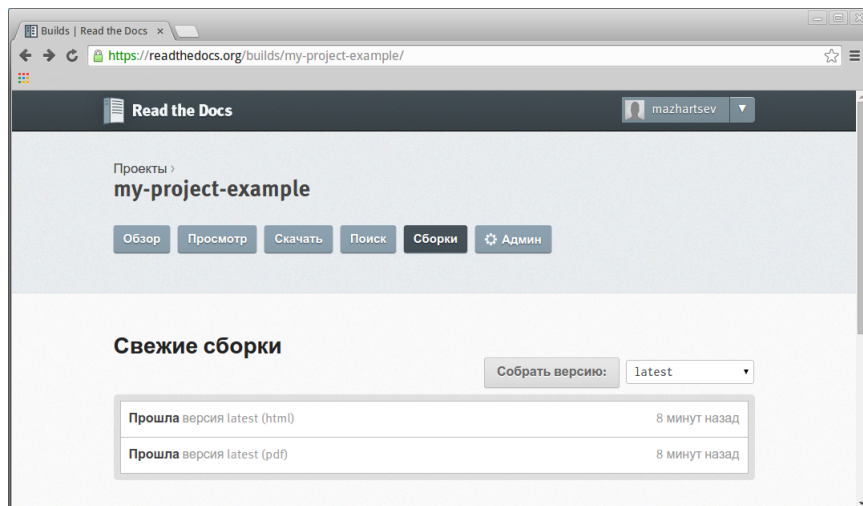 Builds | Read the Docs ×
https://readthedocs.org/builds/my-project-example/
Read the Docs
mazhartsev ▼
Проекты ›
my-project-example
Обзор Просмотр Скачать Поиск Сборки Админ
Свежие сборки
Собрать версию: latest
Прошла версия latest (html) 8 минут назад
Прошла версия latest (pdf) 8 минут назад